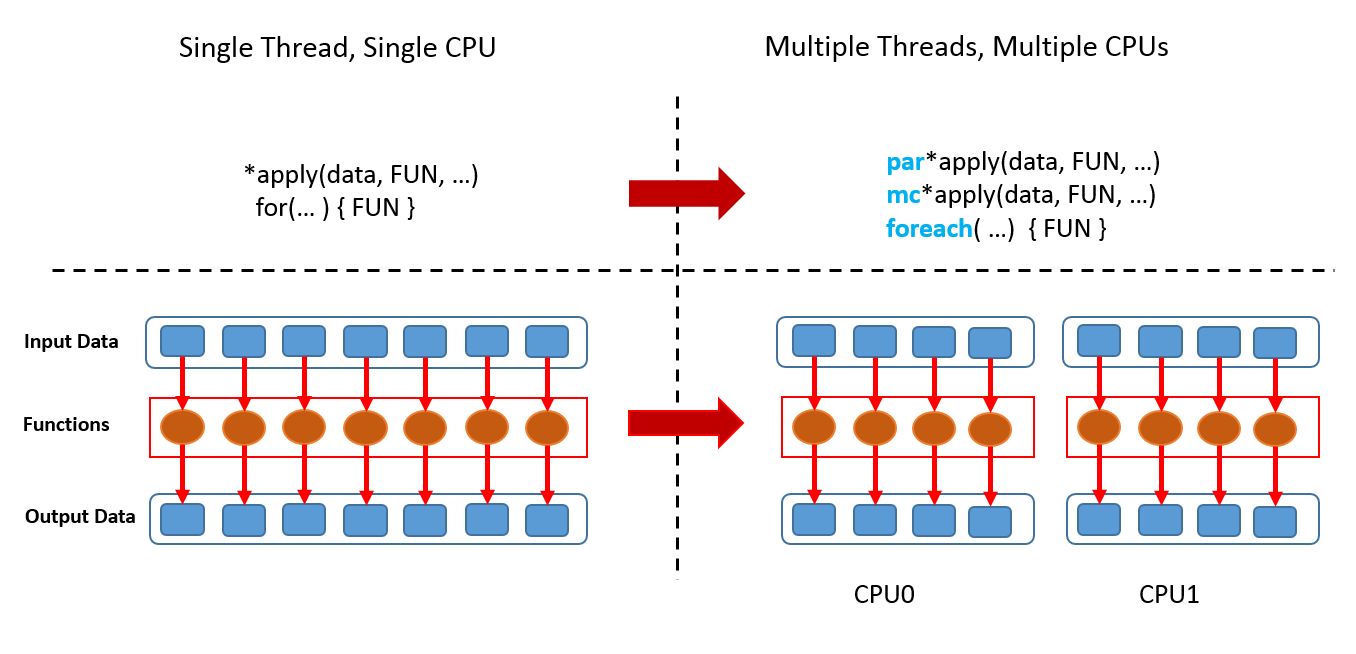 Single Thread, Single CPU
Multiple Threads, Multiple CPUs
*apply(data, FUN, ...)
for(... ) { FUN }
par*apply(data, FUN, ...)
mc*apply(data, FUN, ...)
foreach( ...)  { FUN }
Input Data
Functions
Output Data
CPU0
CPU1